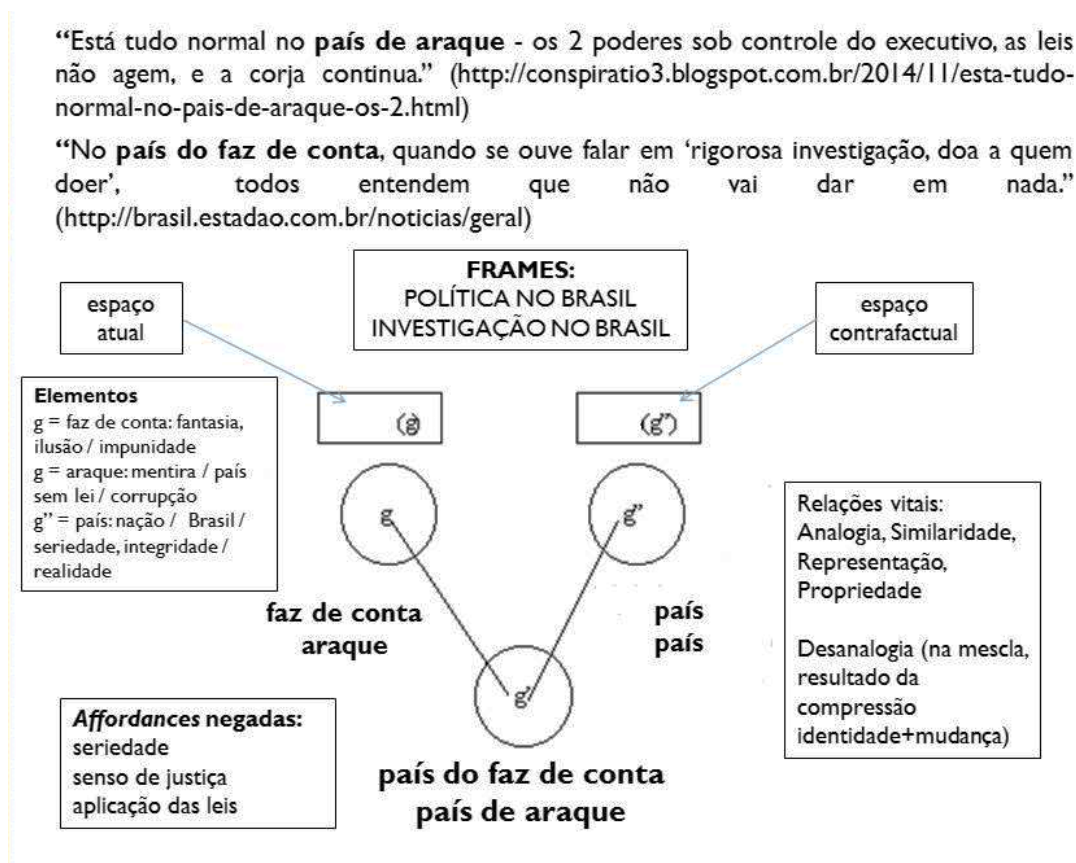 “Está tudo normal no país de araque - os 2 poderes sob controle do executivo, as leis
não agem, e a corja continua.” (http://conspiratio3.blogspot.com.br/2014/11/esta-tudo-
normal-no-pais-de-araque-os-2.html)
“No país do faz de conta, quando se ouve falar em ‘rigorosa investigação, doa a quem
doer’, todos entendem que não vai dar em nada.”
(http://brasil.estadao.com.br/noticias/geral)
FRAMES:
POLÍTICA NO BRASIL
INVESTIGAÇÃO NO BRASIL
espaço
atual
espaço
contrafactual
Elementos
g = faz de conta: fantasia,
ilusão / impunidade
g = araque: mentira / país
sem lei / corrupção
g” = país: nação / Brasil /
seriedade, integridade /
realidade
(g)
(g”)
g
g”
Relações vitais:
Analogia, Similaridade,
Representação,
Propriedade
Desanalogia (na mescla,
resultado da
compressão
identidade+mudança)
faz de conta
araque
país
país
g’
Affordances negadas:
seriedade
senso de justiça
aplicação das leis
país do faz de conta
país de araque